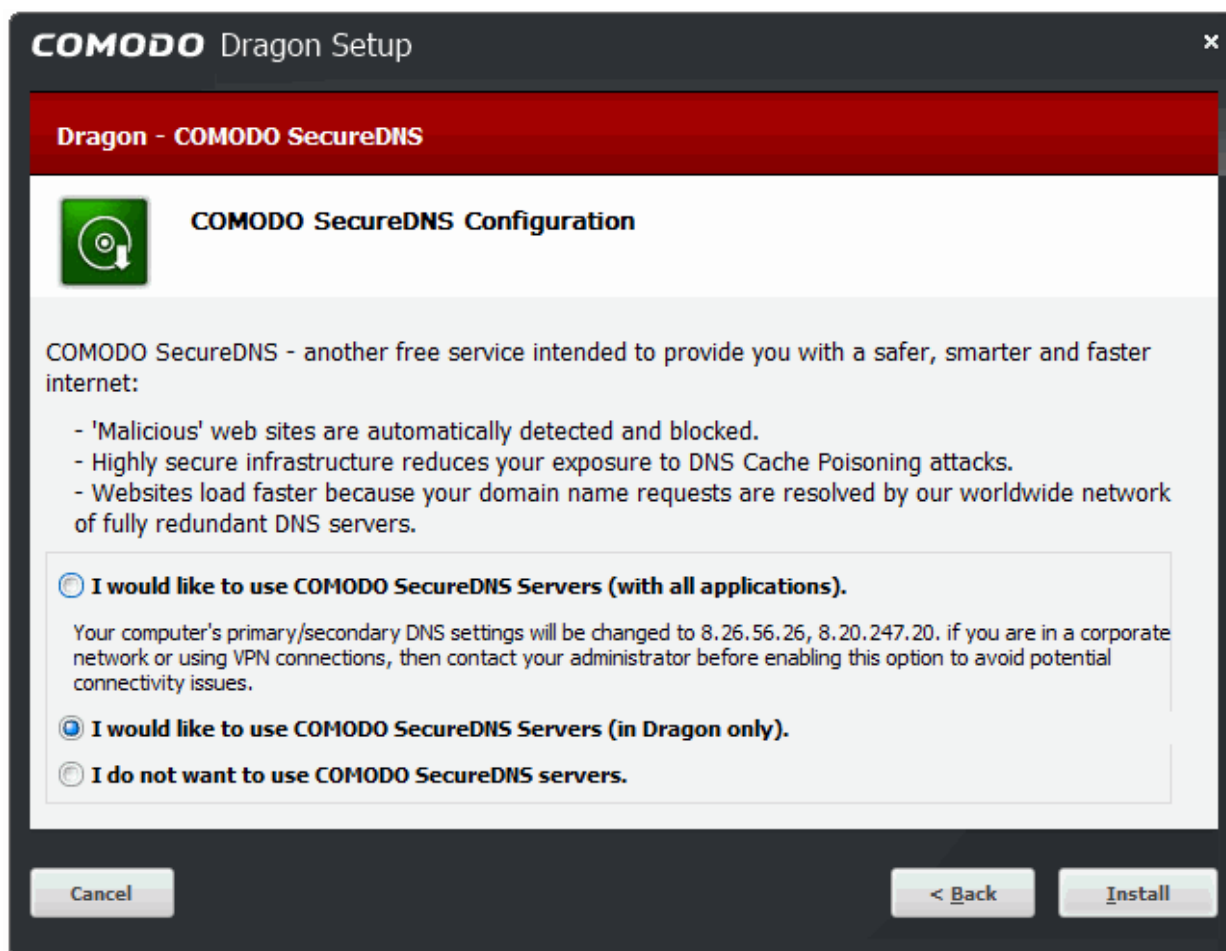 COMODO Dragon Setup
×
Dragon - COMODO SecureDNS
COMODO SecureDNS Configuration
COMODO SecureDNS - another free service intended to provide you with a safer, smarter and faster
internet:
- 'Malicious' web sites are automatically detected and blocked.
- Highly secure infrastructure reduces your exposure to DNS Cache Poisoning attacks.
- Websites load faster because your domain name requests are resolved by our worldwide network
of fully redundant DNS servers.
I would like to use COMODO SecureDNS Servers (with all applications).
Your computer's primary/secondary DNS settings will be changed to 8.26.56.26, 8.20.247.20. if you are in a corporate
network or using VPN connections, then contact your administrator before enabling this option to avoid potential
connectivity issues.
I would like to use COMODO SecureDNS Servers (in Dragon only).
I do not want to use COMODO SecureDNS servers.
Cancel
< Back
Install